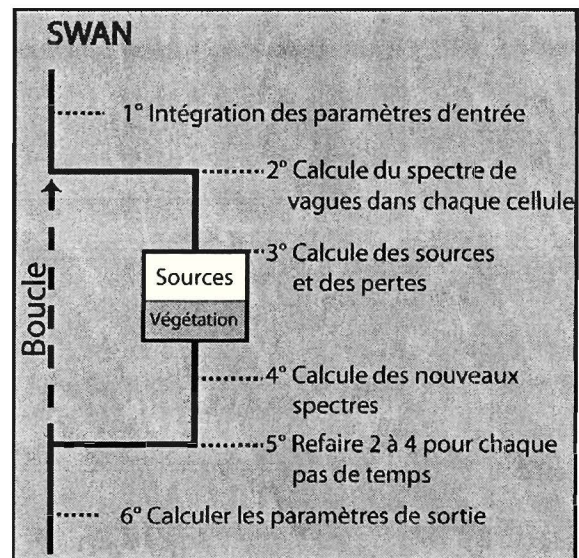 SWAN
1° Intégration des paramètres d'entrée
2° Calcule du spectre de
vagues dans chaque cellule
3° Calcule des sources
et des pertes
Sources
Végétation
Boucle
4° Calcule des nouveaux
spectres
5° Refaire 2 à 4 pour chaque
pas de temps
6° Calculer les paramètres de sortie